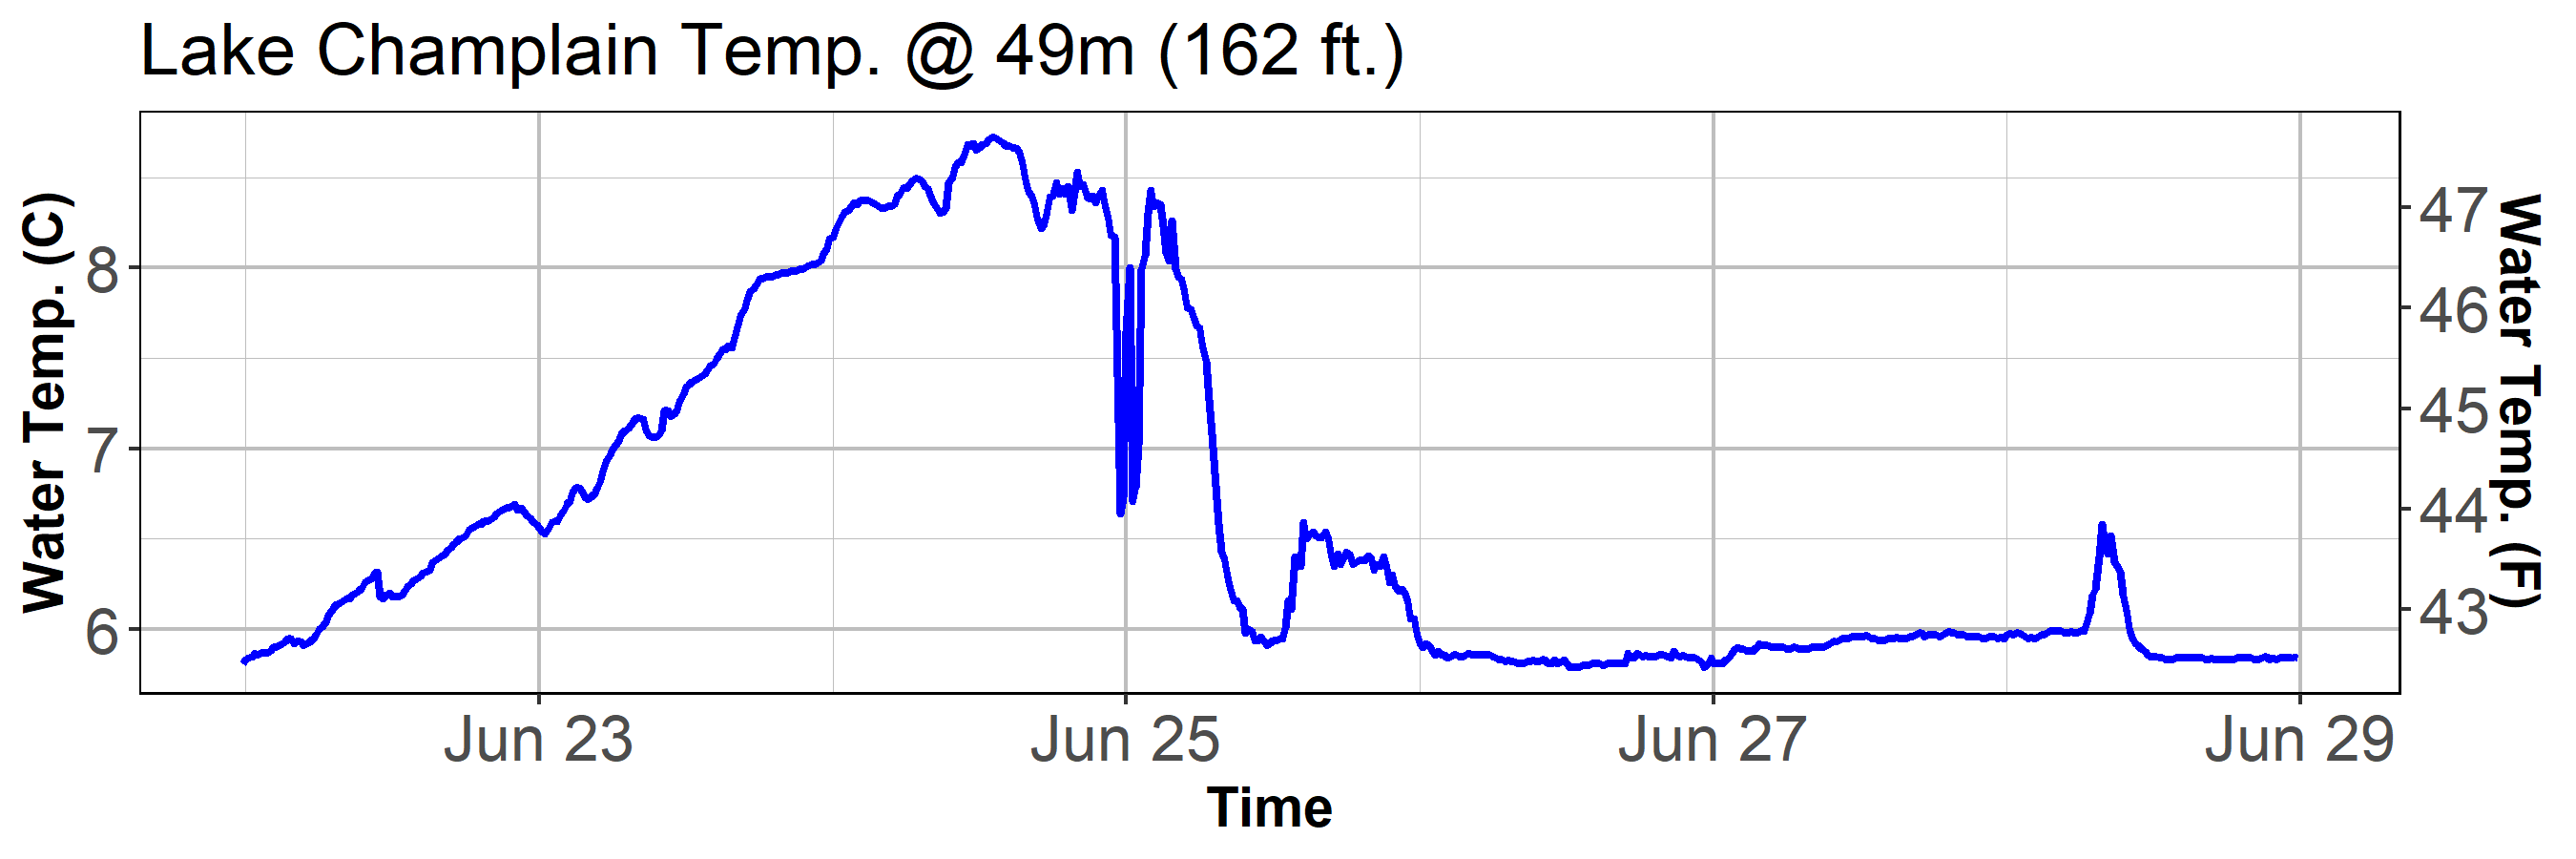 Lake Champlain Temp. @ 49m (162 ft.)
Water Temp. (C)
8
7
6
47
46
45
44
43
Water Temp. (F)
Jun 23
Jun 25
Jun 27
Jun 29
Time